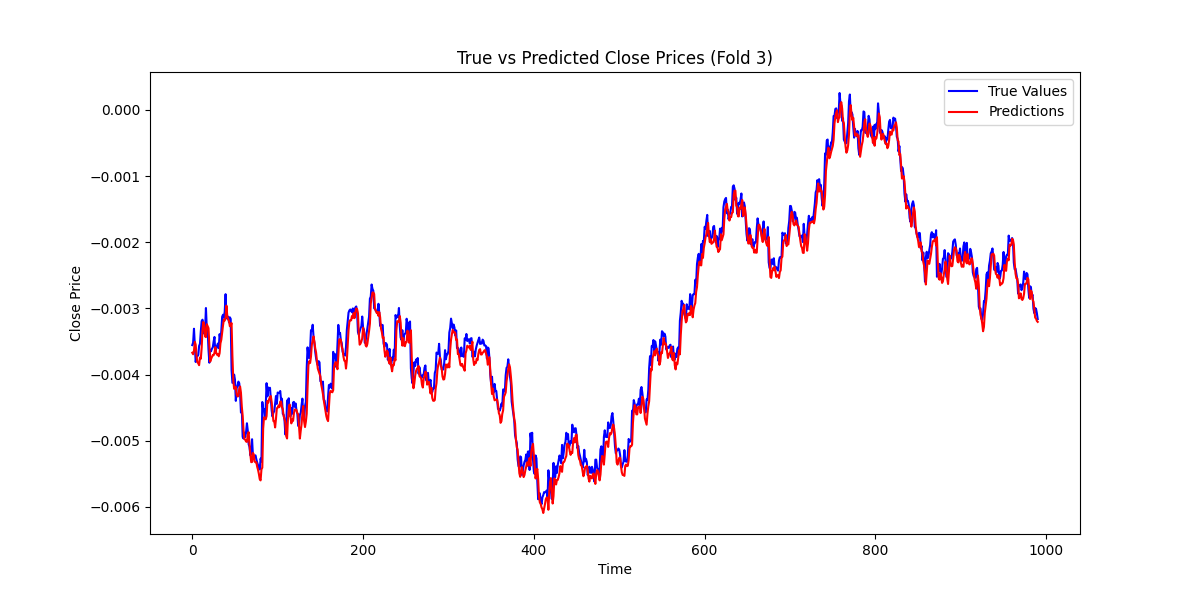 True vs Predicted Close Prices (Fold 3)
True Values
Predictions
Close Price
0.000
−0.001
−0.002
−0.003
−0.004
−0.005
−0.006
0
200
400
600
800
1000
Time